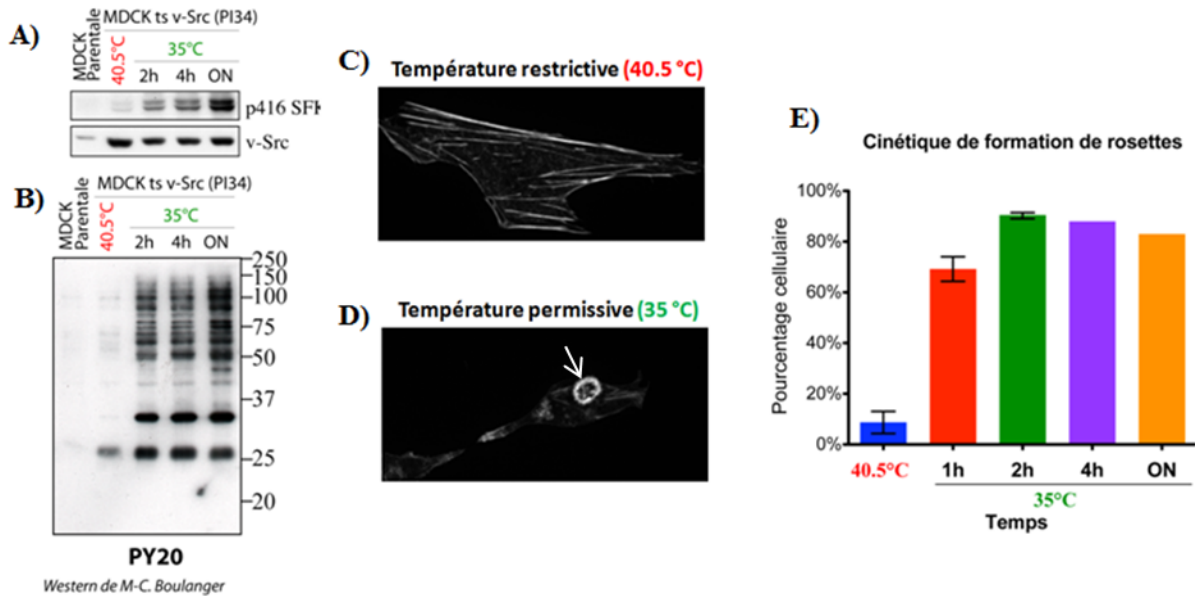 A)
MDCK ts v-Src (PI34)
MDCK Parentale
40.5°C
35°C
2h 4h ON
p416 SFK
v-Src
B)
MDCK ts v-Src (PI34)
MDCK Parentale
40.5°C
35°C
2h 4h ON
250
150
100
75
50
37
25
20
PY20
Western de M-C. Boulanger
C)
Température restrictive (40.5 °C)
D)
Température permissive (35 °C)
E)
Cinétique de formation de rosettes
Pourcentage cellulaire
100%
80%
60%
40%
20%
0%
40.5°C 1h 2h 4h ON
35°C
Temps